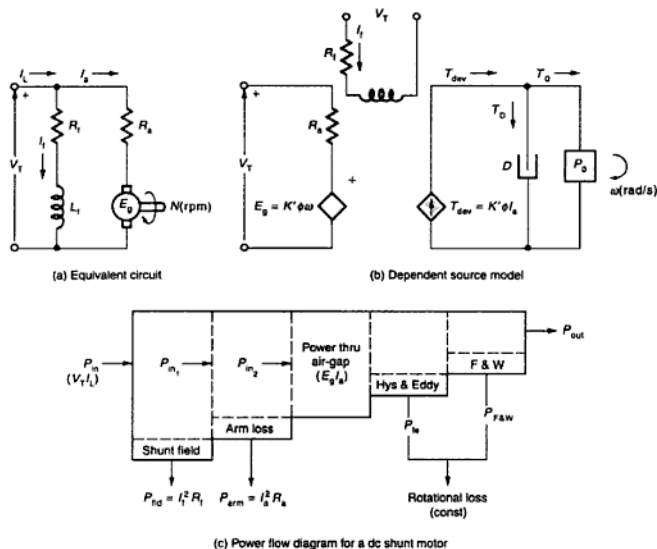 V_T
I_f
R_f
I_L I_a
+
R_f R_a
I_f
V_T
L_f
E_g N(rpm)
(a) Equivalent circuit
+
R_a
V_T
+
E_g = K'ϕω
T_dev T_0
T_D
D
P_0
ω(rad/s)
T_dev = K'ϕI_a
(b) Dependent source model
P_in
(V_T I_L)
P_in1
P_in2
Power thru
air-gap
(E_g I_a)
P_out
F & W
Hys & Eddy
Arm loss
Shunt field
P_fe
P_F&W
P_fld = I_f^2 R_f
P_arm = I_a^2 R_a
Rotational loss
(const)
(c) Power flow diagram for a dc shunt motor